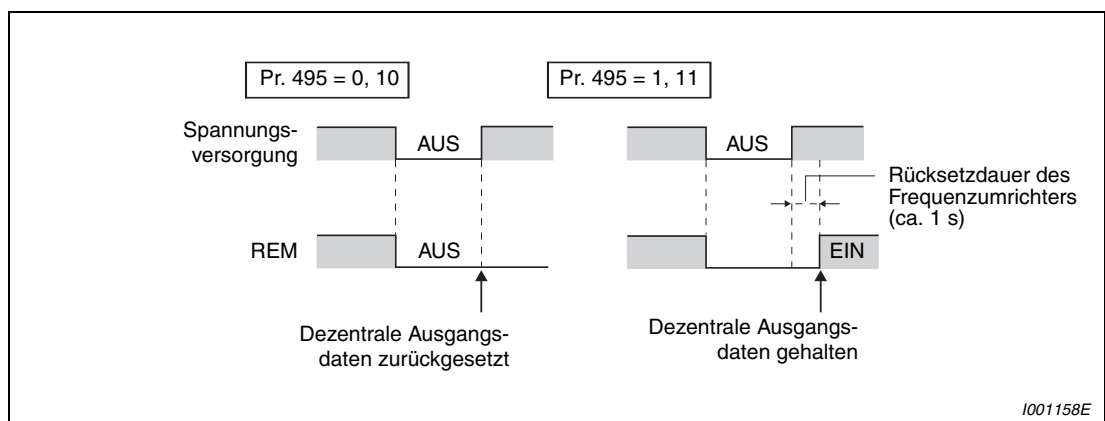 Pr. 495 = 0, 10
Pr. 495 = 1, 11
Spannungs-
versorgung
AUS
AUS
Rücksetzdauer des
Frequenzumrichters
(ca. 1 s)
REM
AUS
EIN
Dezentrale Ausgangs-
daten zurückgesetzt
Dezentrale Ausgangs-
daten gehalten
I001158E